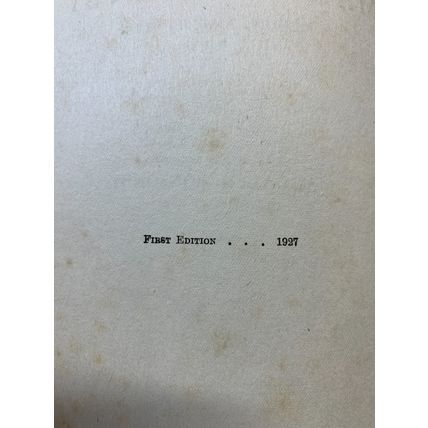 First Edition . . . 1927